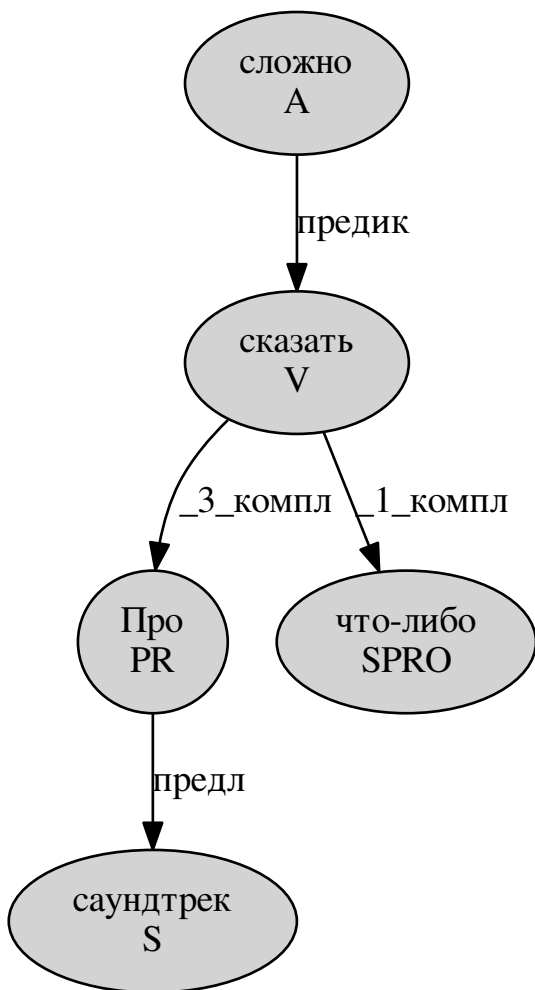 сложно
A
предик
сказать
V
_3_компл
_1_компл
Про
PR
что-либо
SPRO
предл
саундтрек
S